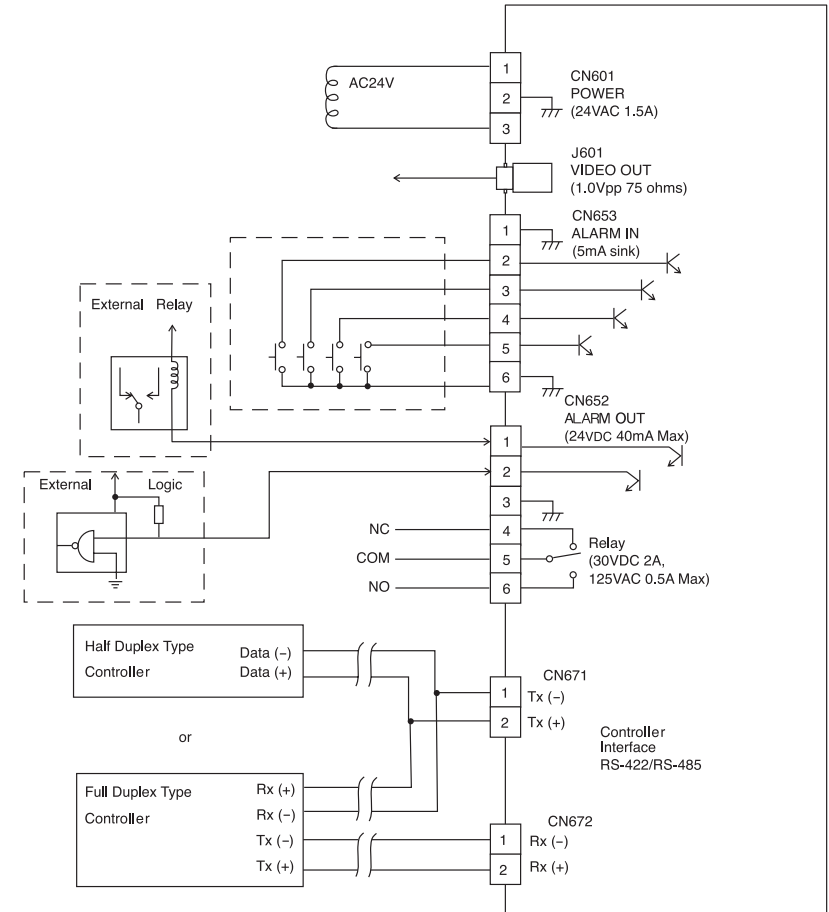 AC24V
1
2
3
CN601
POWER
(24VAC 1.5A)
J601
VIDEO OUT
(1.0Vpp 75 ohms)
CN653
ALARM IN
(5mA sink)
1
2
3
4
5
6
External Relay
CN652
ALARM OUT
(24VDC 40mA Max)
1
2
3
4
5
6
External Logic
NC
COM
NO
Relay
(30VDC 2A,
125VAC 0.5A Max)
Half Duplex Type
Controller
Data (−)
Data (+)
CN671
1 Tx (−)
2 Tx (+)
or
Controller
Interface
RS-422/RS-485
Full Duplex Type
Controller
Rx (+)
Rx (−)
Tx (−)
Tx (+)
CN672
1 Rx (−)
2 Rx (+)